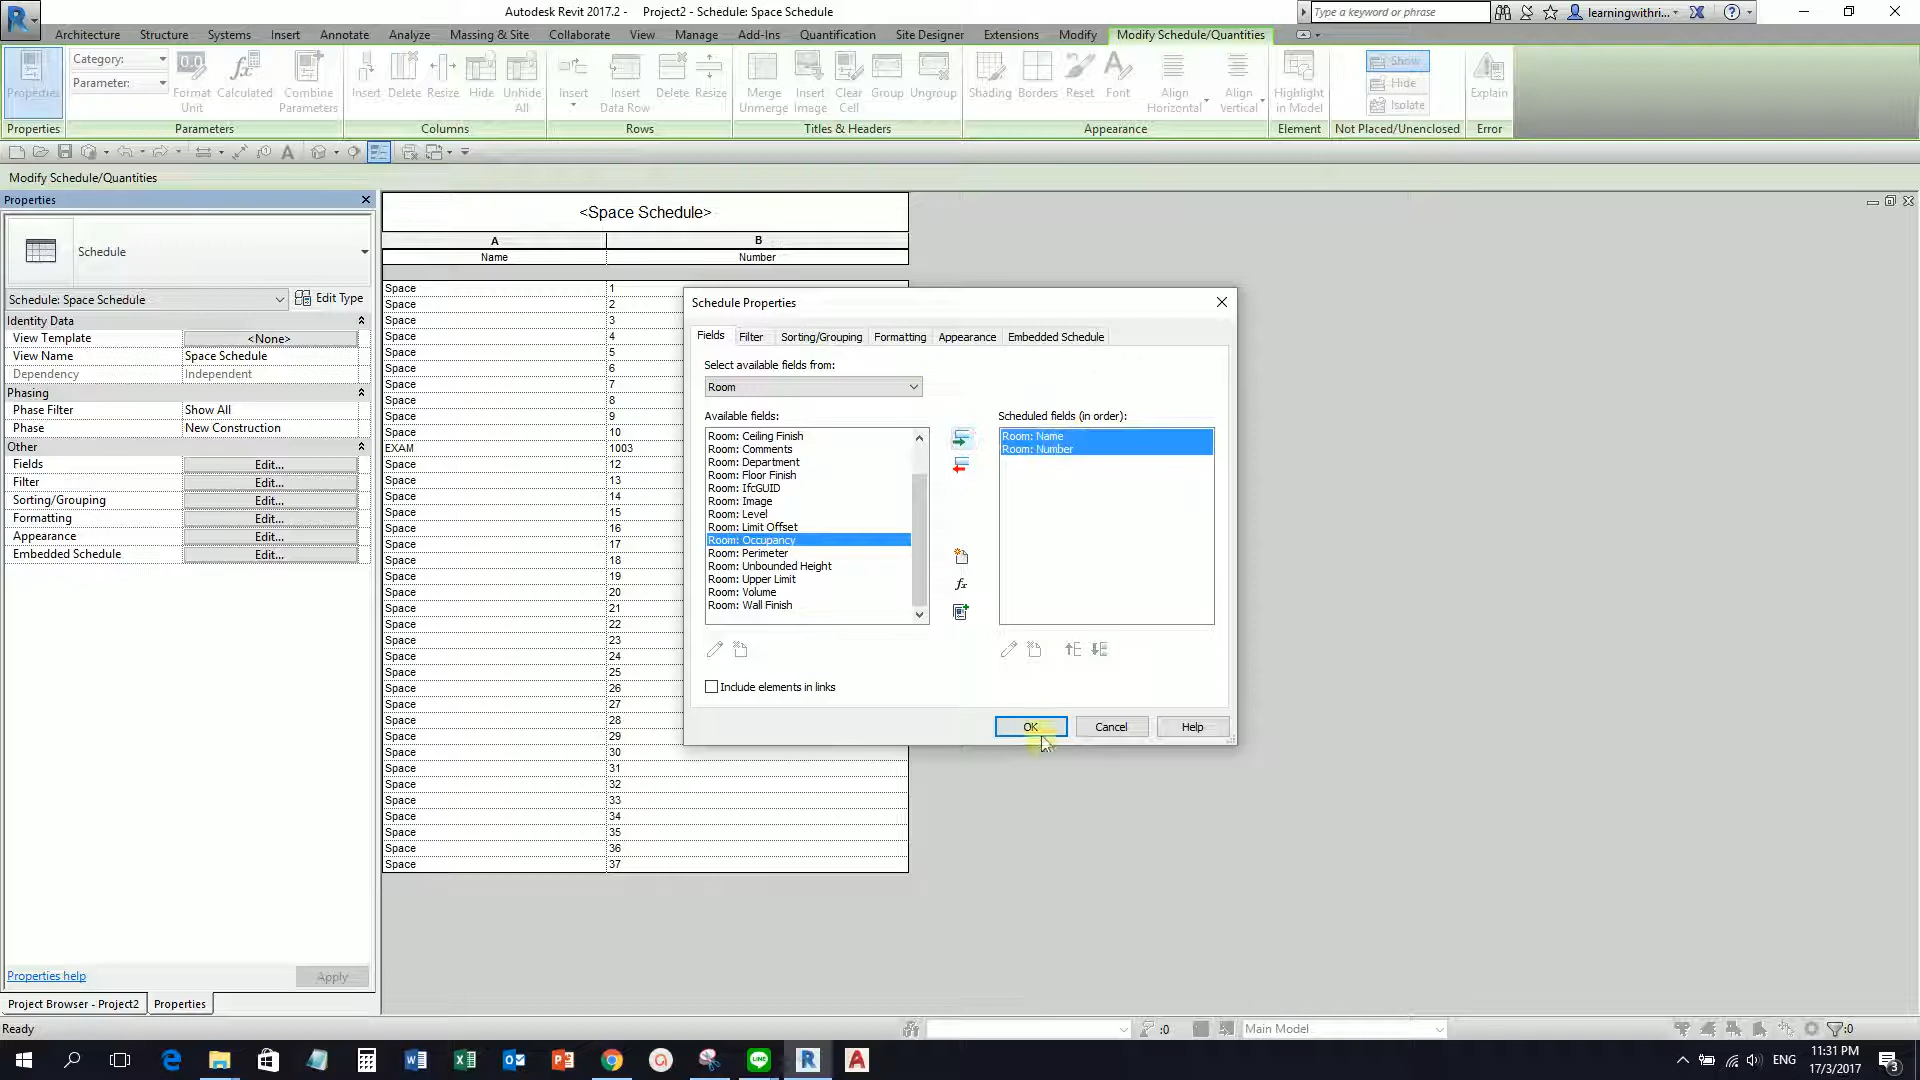 Autodesk Revit 2017.2 - Project2 - Schedule: Space Schedule
Type a keyword or phrase
learningwithri...
Architecture Structure Systems Insert Annotate Analyze Massing & Site Collaborate View Manage Add-Ins Quantification Site Designer Extensions Modify Modify Schedule/Quantities
Properties
Category:
Parameter:
Format Unit
Calculated
Combine Parameters
Insert
Delete
Resize
Hide
Unhide All
Insert
Insert Data Row
Delete
Resize
Merge Unmerge
Insert Image
Clear Cell
Group
Ungroup
Shading
Borders
Reset
Font
Align Horizontal
Align Vertical
Highlight in Model
Show
Hide
Isolate
Explain
Properties Parameters Columns Rows Titles & Headers Appearance Element Not Placed/Unenclosed Error
Modify Schedule/Quantities
Properties
Schedule
Schedule: Space Schedule
Edit Type
Identity Data
View Template <None>
View Name Space Schedule
Dependency Independent
Phasing
Phase Filter Show All
Phase New Construction
Other
Fields Edit...
Filter Edit...
Sorting/Grouping Edit...
Formatting Edit...
Appearance Edit...
Embedded Schedule Edit...
Properties help
Apply
Project Browser - Project2
Properties
<Space Schedule>
A B
Name Number
Space 1
Space 2
Space 3
Space 4
Space 5
Space 6
Space 7
Space 8
Space 9
Space 10
EXAM 1003
Space 12
Space 13
Space 14
Space 15
Space 16
Space 17
Space 18
Space 19
Space 20
Space 21
Space 22
Space 23
Space 24
Space 25
Space 26
Space 27
Space 28
Space 29
Space 30
Space 31
Space 32
Space 33
Space 34
Space 35
Space 36
Space 37
Schedule Properties
Fields Filter Sorting/Grouping Formatting Appearance Embedded Schedule
Select available fields from:
Room
Available fields:
Room: Ceiling Finish
Room: Comments
Room: Department
Room: Floor Finish
Room: IfcGUID
Room: Image
Room: Level
Room: Limit Offset
Room: Occupancy
Room: Perimeter
Room: Unbounded Height
Room: Upper Limit
Room: Volume
Room: Wall Finish
Scheduled fields (in order):
Room: Name
Room: Number
fx
Include elements in links
OK Cancel Help
Ready
:0
Main Model
:0
ENG
11:31 PM
17/3/2017
3